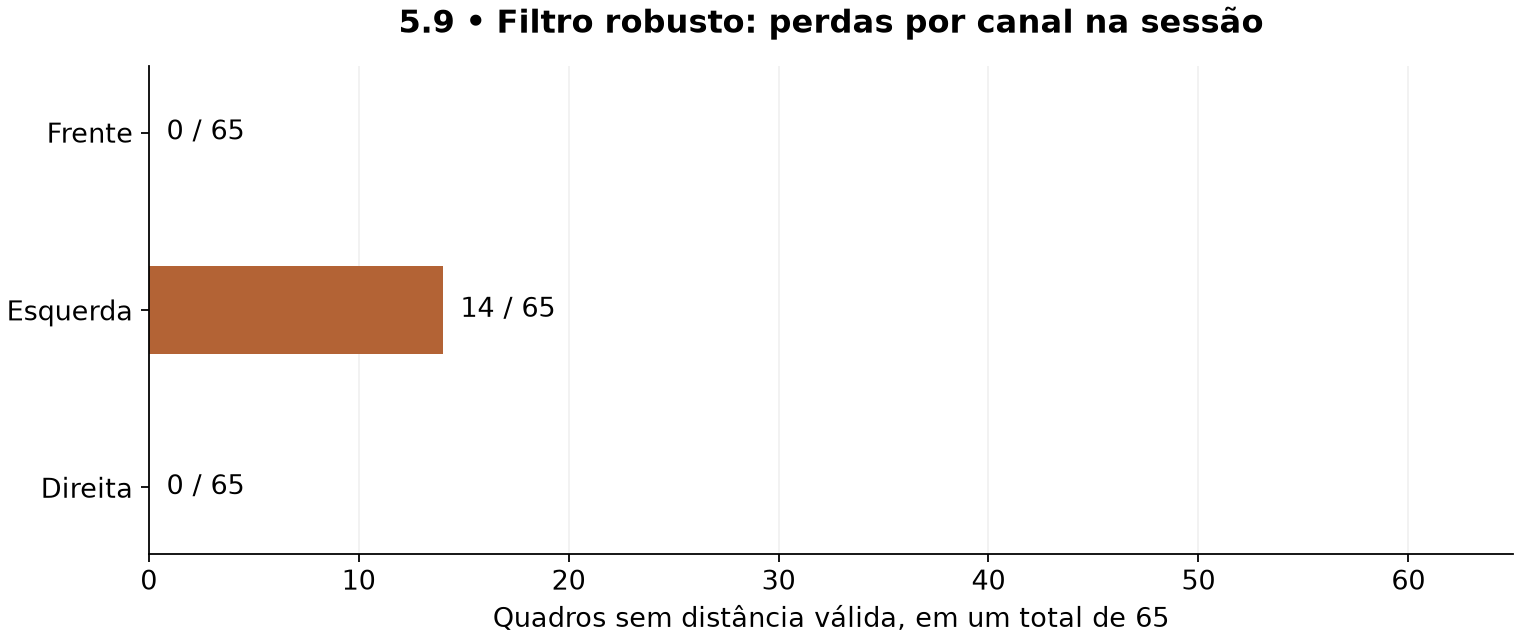 5.9 • Filtro robusto: perdas por canal na sessão
Frente
0 / 65
Esquerda
14 / 65
Direita
0 / 65
0 10 20 30 40 50 60
Quadros sem distância válida, em um total de 65